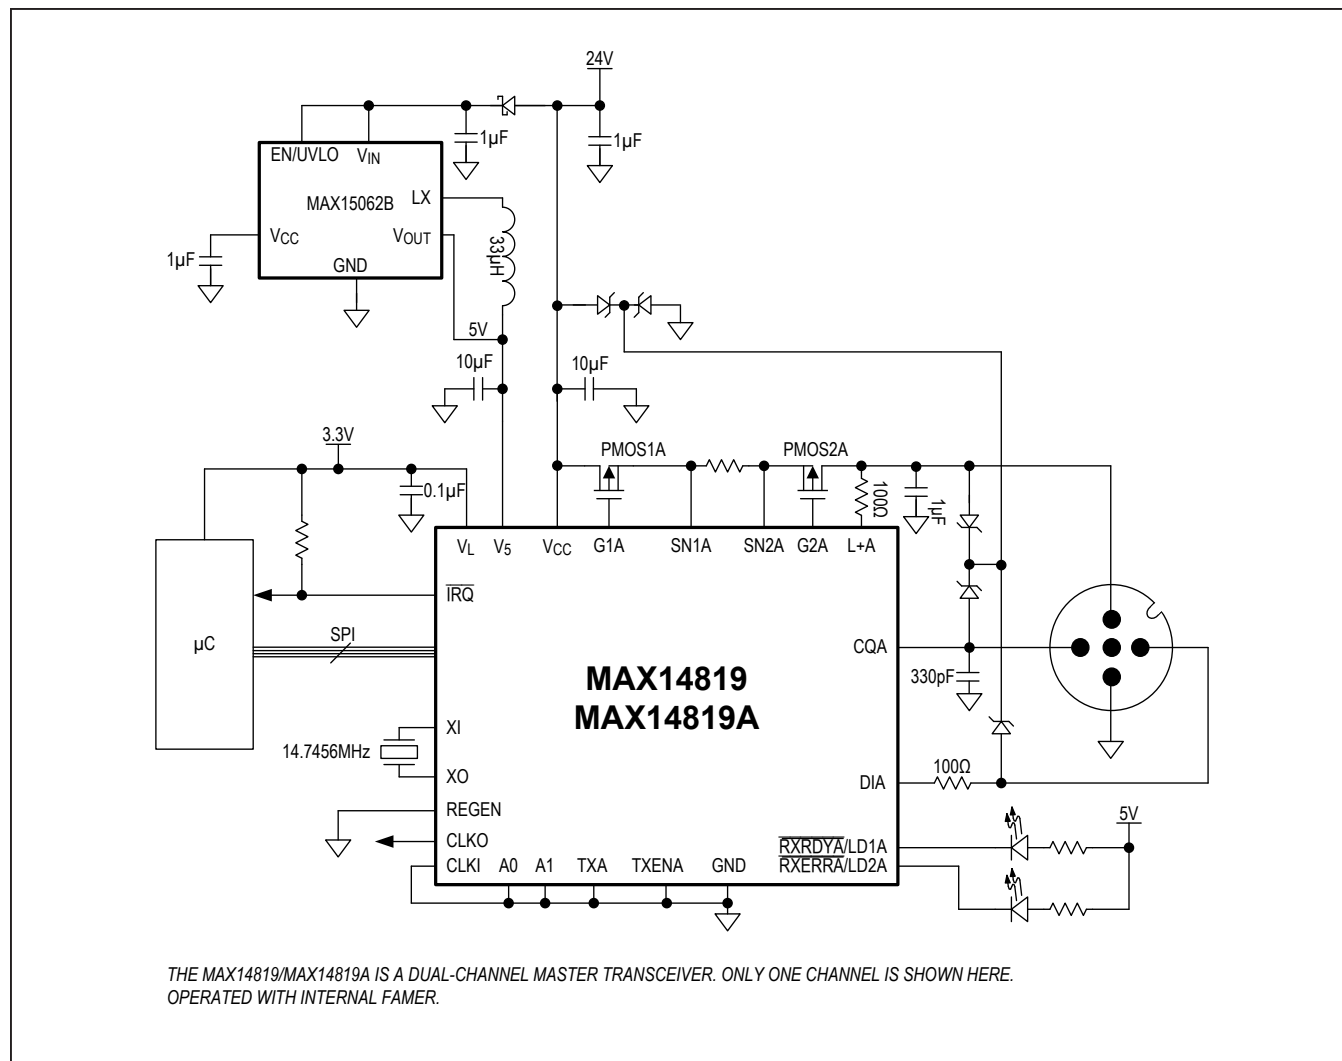 24V
1µF
1µF
EN/UVLO VIN
MAX15062B
LX
VCC
VOUT
GND
1µF
33µH
5V
10µF
10µF
3.3V
0.1µF
PMOS1A
PMOS2A
100Ω
1µF
VL V5 VCC G1A SN1A SN2A G2A L+A
IRQ
µC
SPI
CQA
330pF
MAX14819
MAX14819A
XI
14.7456MHz
XO
100Ω
DIA
REGEN
CLKO
CLKI
A0 A1 TXA TXENA GND
RXRDYA/LD1A
RXERRA/LD2A
5V
THE MAX14819/MAX14819A IS A DUAL-CHANNEL MASTER TRANSCEIVER. ONLY ONE CHANNEL IS SHOWN HERE.
OPERATED WITH INTERNAL FAMER.